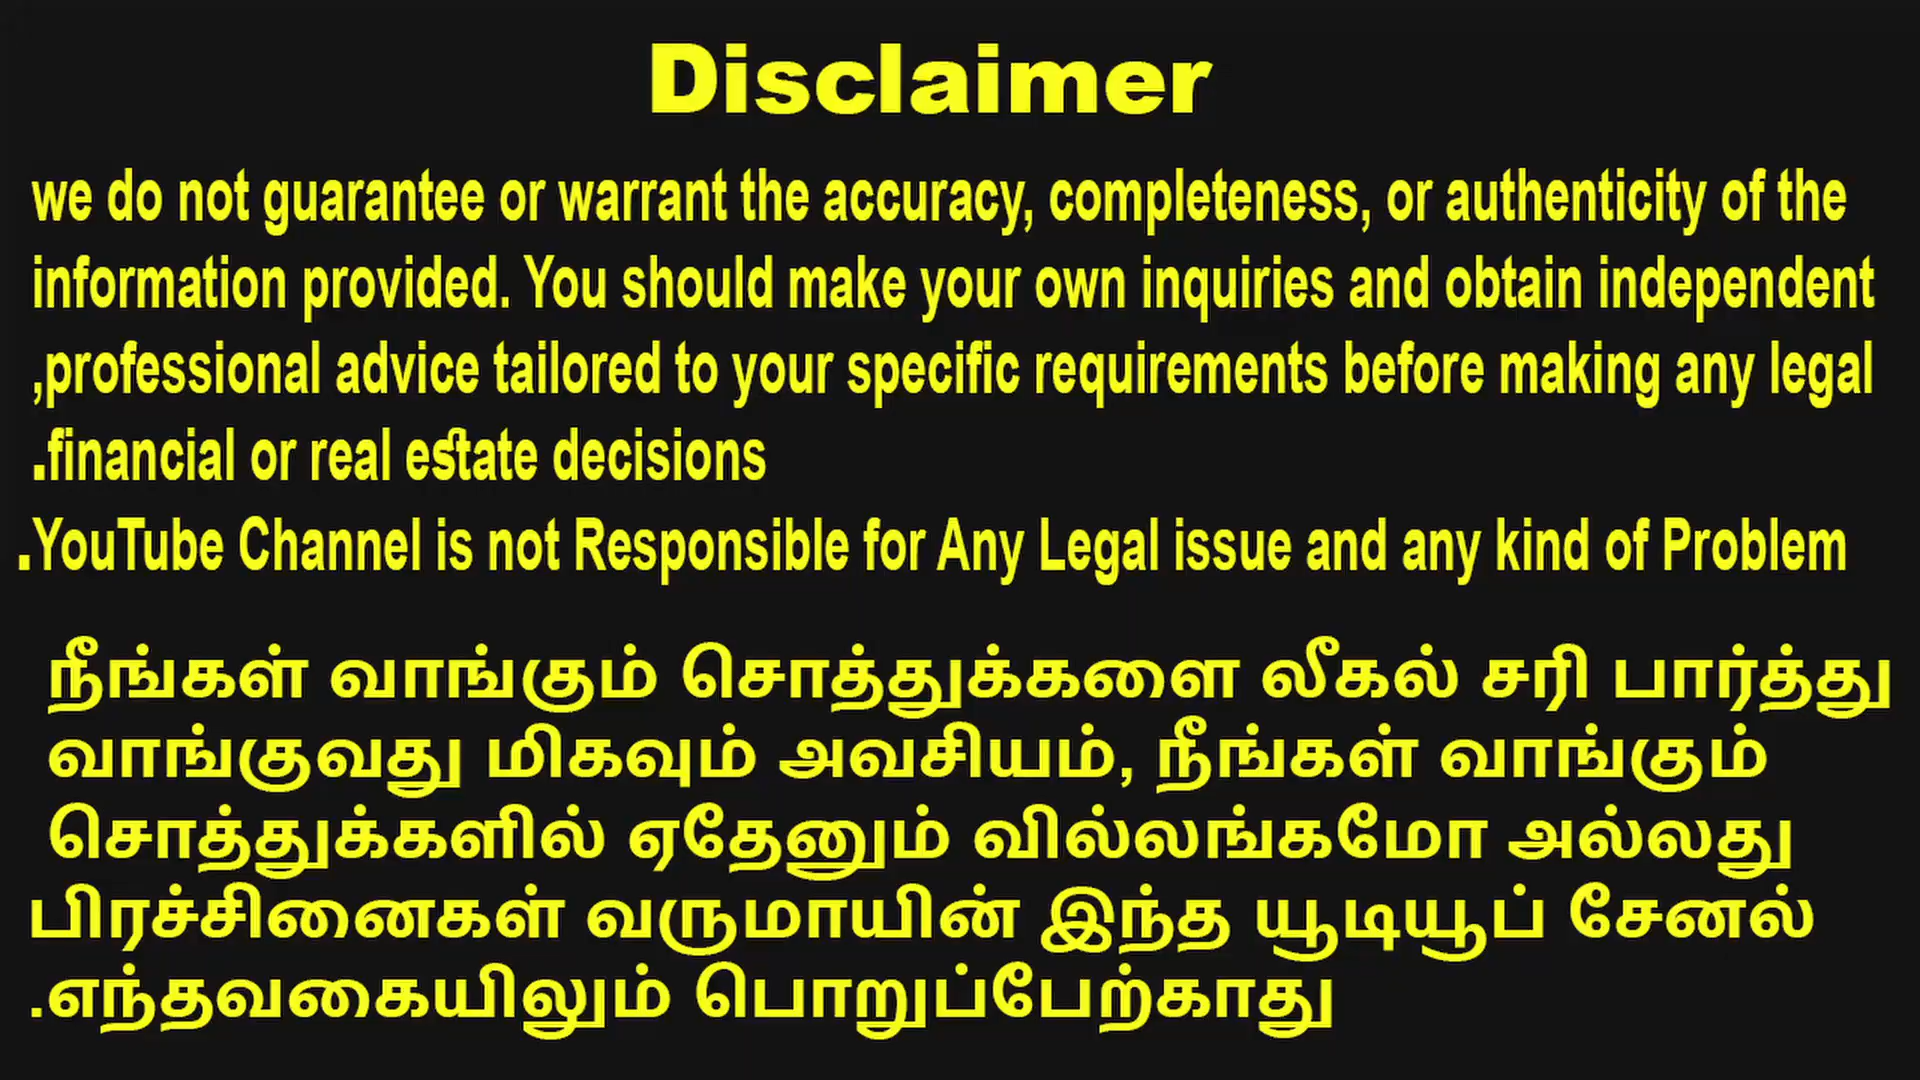 Disclaimer
we do not guarantee or warrant the accuracy, completeness, or authenticity of the
information provided. You should make your own inquiries and obtain independent
,professional advice tailored to your specific requirements before making any legal
.financial or real estate decisions
.YouTube Channel is not Responsible for Any Legal issue and any kind of Problem
நீங்கள் வாங்கும் சொத்துக்களை லீகல் சரி பார்த்து
வாங்குவது மிகவும் அவசியம், நீங்கள் வாங்கும்
சொத்துக்களில் ஏதேனும் வில்லங்கமோ அல்லது
பிரச்சினைகள் வருமாயின் இந்த யூடியூப் சேனல்
.எந்தவகையிலும் பொறுப்பேற்காது